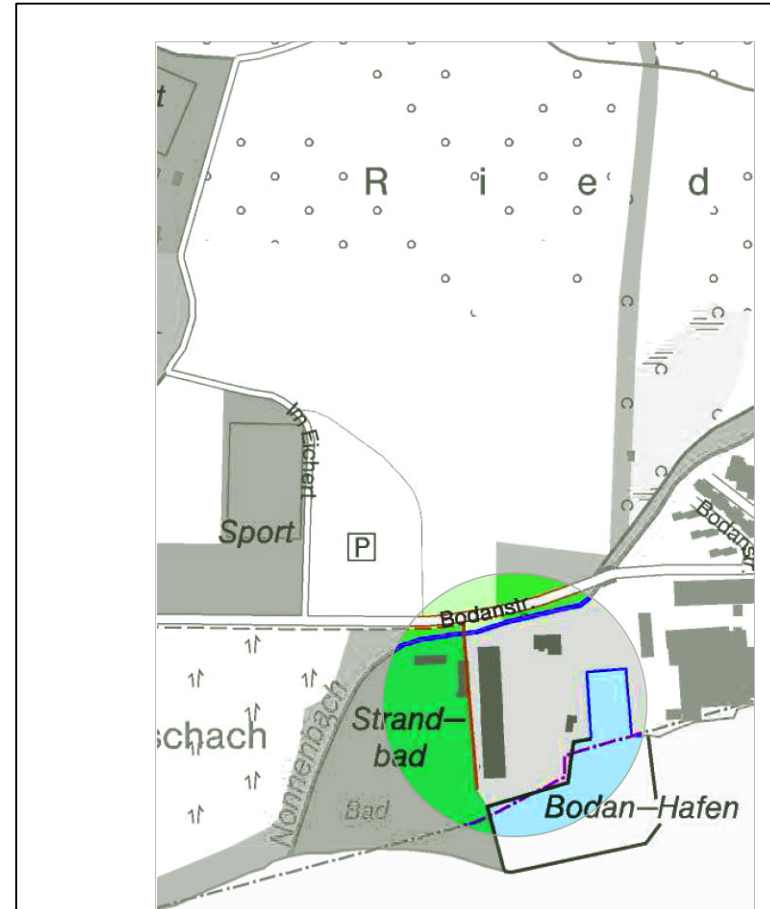 t
R i e d
Im Eichert
Sport
P
Bodanstr.
Bodanstr.
Nonnenbach
schach
Strand–
bad
Bad
Bodan–Hafen